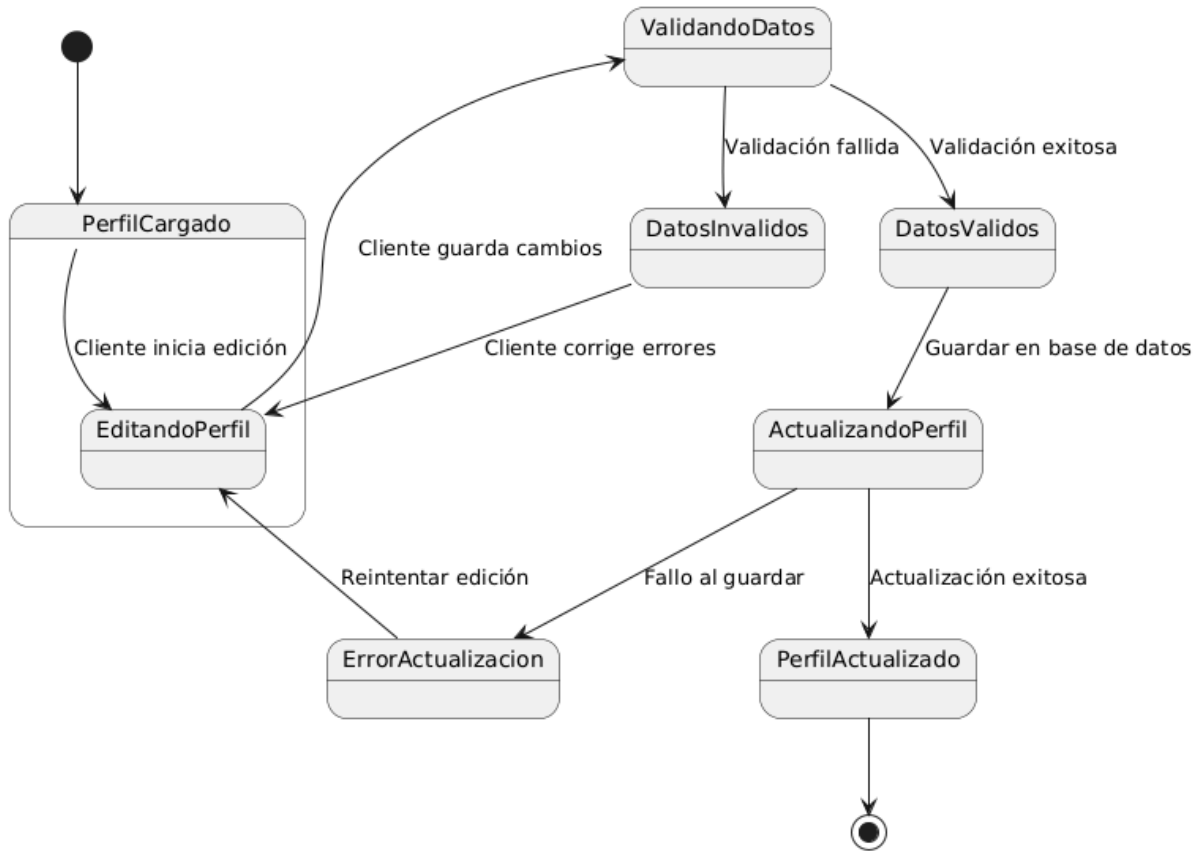 ValidandoDatos
Validación fallida
Validación exitosa
PerfilCargado
DatosInvalidos
DatosValidos
Cliente guarda cambios
Cliente inicia edición
Cliente corrige errores
Guardar en base de datos
EditandoPerfil
ActualizandoPerfil
Reintentar edición
Fallo al guardar
Actualización exitosa
ErrorActualizacion
PerfilActualizado